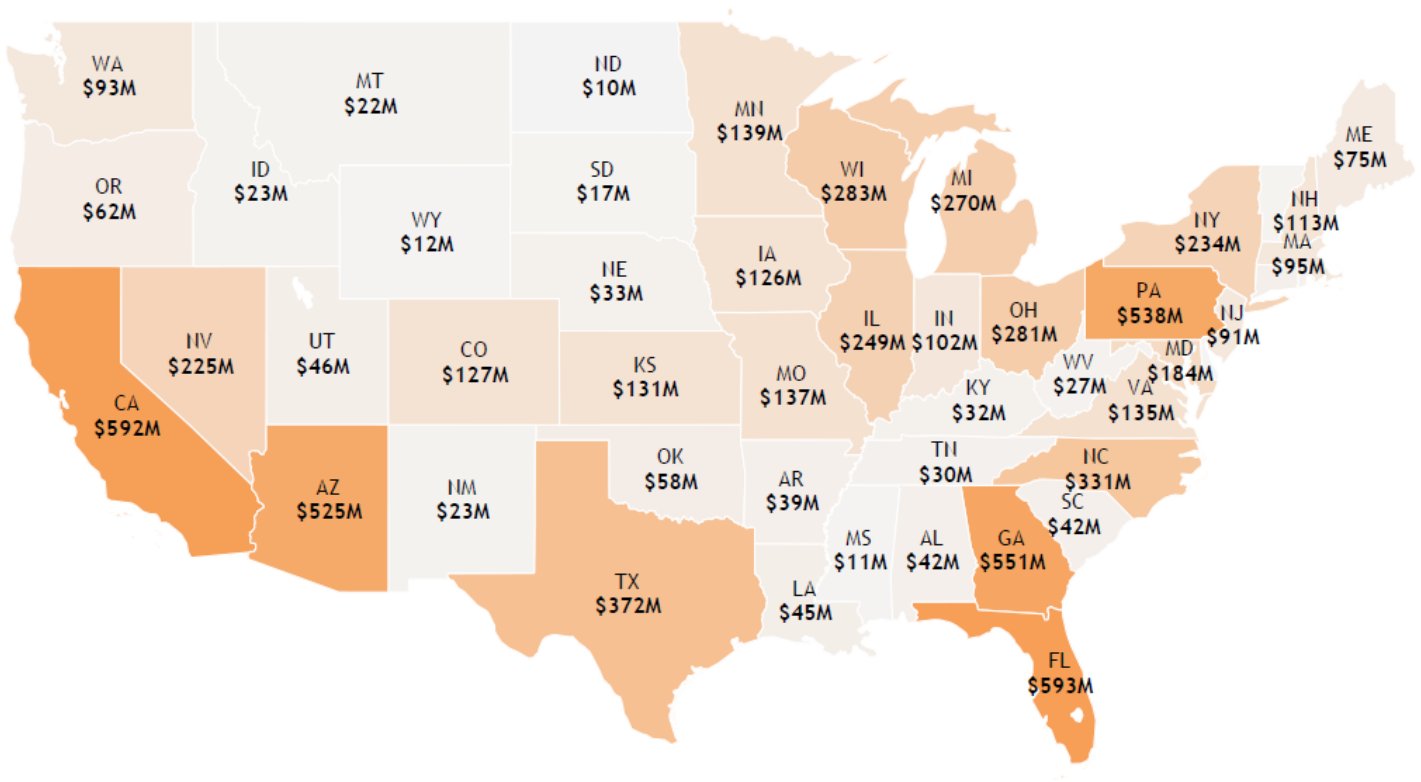 WA
$93M
MT
$22M
ND
$10M
MN
$139M
ME
$75M
OR
$62M
ID
$23M
SD
$17M
WI
$283M
MI
$270M
NH
$113M
WY
$12M
NY
$234M
MA
$95M
IA
$126M
NE
$33M
PA
$538M
NJ
$91M
IL
$249M
IN
$102M
OH
$281M
NV
$225M
UT
$46M
CO
$127M
KS
$131M
MO
$137M
WV
$27M
MD
$184M
VA
$135M
KY
$32M
CA
$592M
TN
$30M
NC
$331M
OK
$58M
AR
$39M
AZ
$525M
NM
$23M
SC
$42M
MS
$11M
AL
$42M
GA
$551M
TX
$372M
LA
$45M
FL
$593M